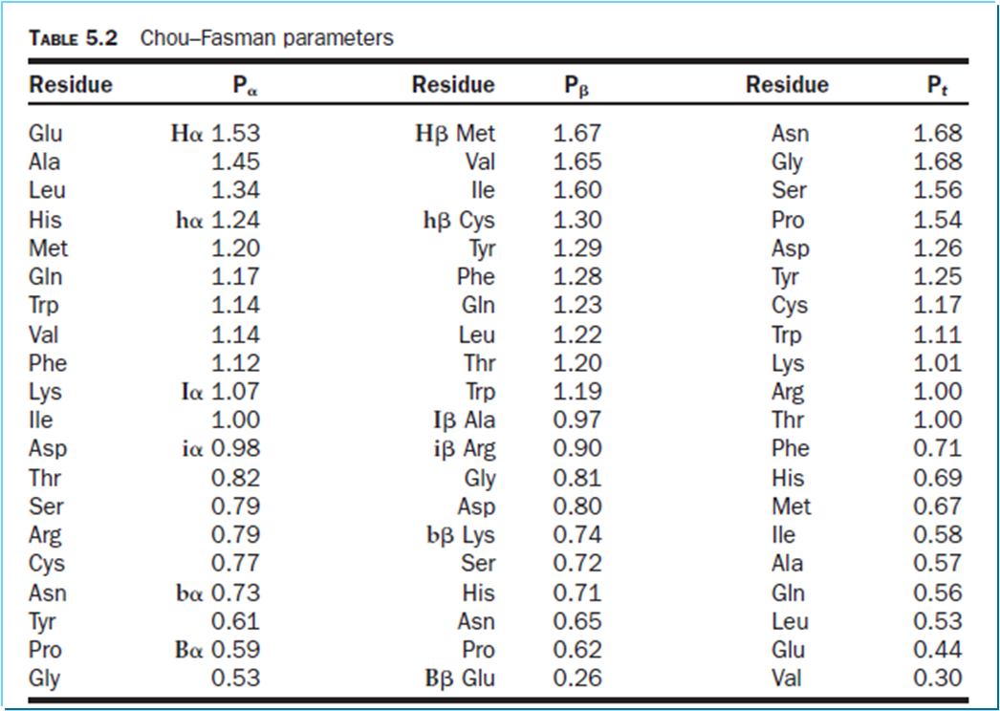 TABLE 5.2 Chou–Fasman parameters
Residue Pα Residue Pβ Residue Pt
Glu Hα 1.53 Hβ Met 1.67 Asn 1.68
Ala 1.45 Val 1.65 Gly 1.68
Leu 1.34 Ile 1.60 Ser 1.56
His hα 1.24 hβ Cys 1.30 Pro 1.54
Met 1.20 Tyr 1.29 Asp 1.26
Gln 1.17 Phe 1.28 Tyr 1.25
Trp 1.14 Gln 1.23 Cys 1.17
Val 1.14 Leu 1.22 Trp 1.11
Phe 1.12 Thr 1.20 Lys 1.01
Lys Iα 1.07 Trp 1.19 Arg 1.00
Ile 1.00 Iβ Ala 0.97 Thr 1.00
Asp iα 0.98 iβ Arg 0.90 Phe 0.71
Thr 0.82 Gly 0.81 His 0.69
Ser 0.79 Asp 0.80 Met 0.67
Arg 0.79 bβ Lys 0.74 Ile 0.58
Cys 0.77 Ser 0.72 Ala 0.57
Asn bα 0.73 His 0.71 Gln 0.56
Tyr 0.61 Asn 0.65 Leu 0.53
Pro Bα 0.59 Pro 0.62 Glu 0.44
Gly 0.53 Bβ Glu 0.26 Val 0.30